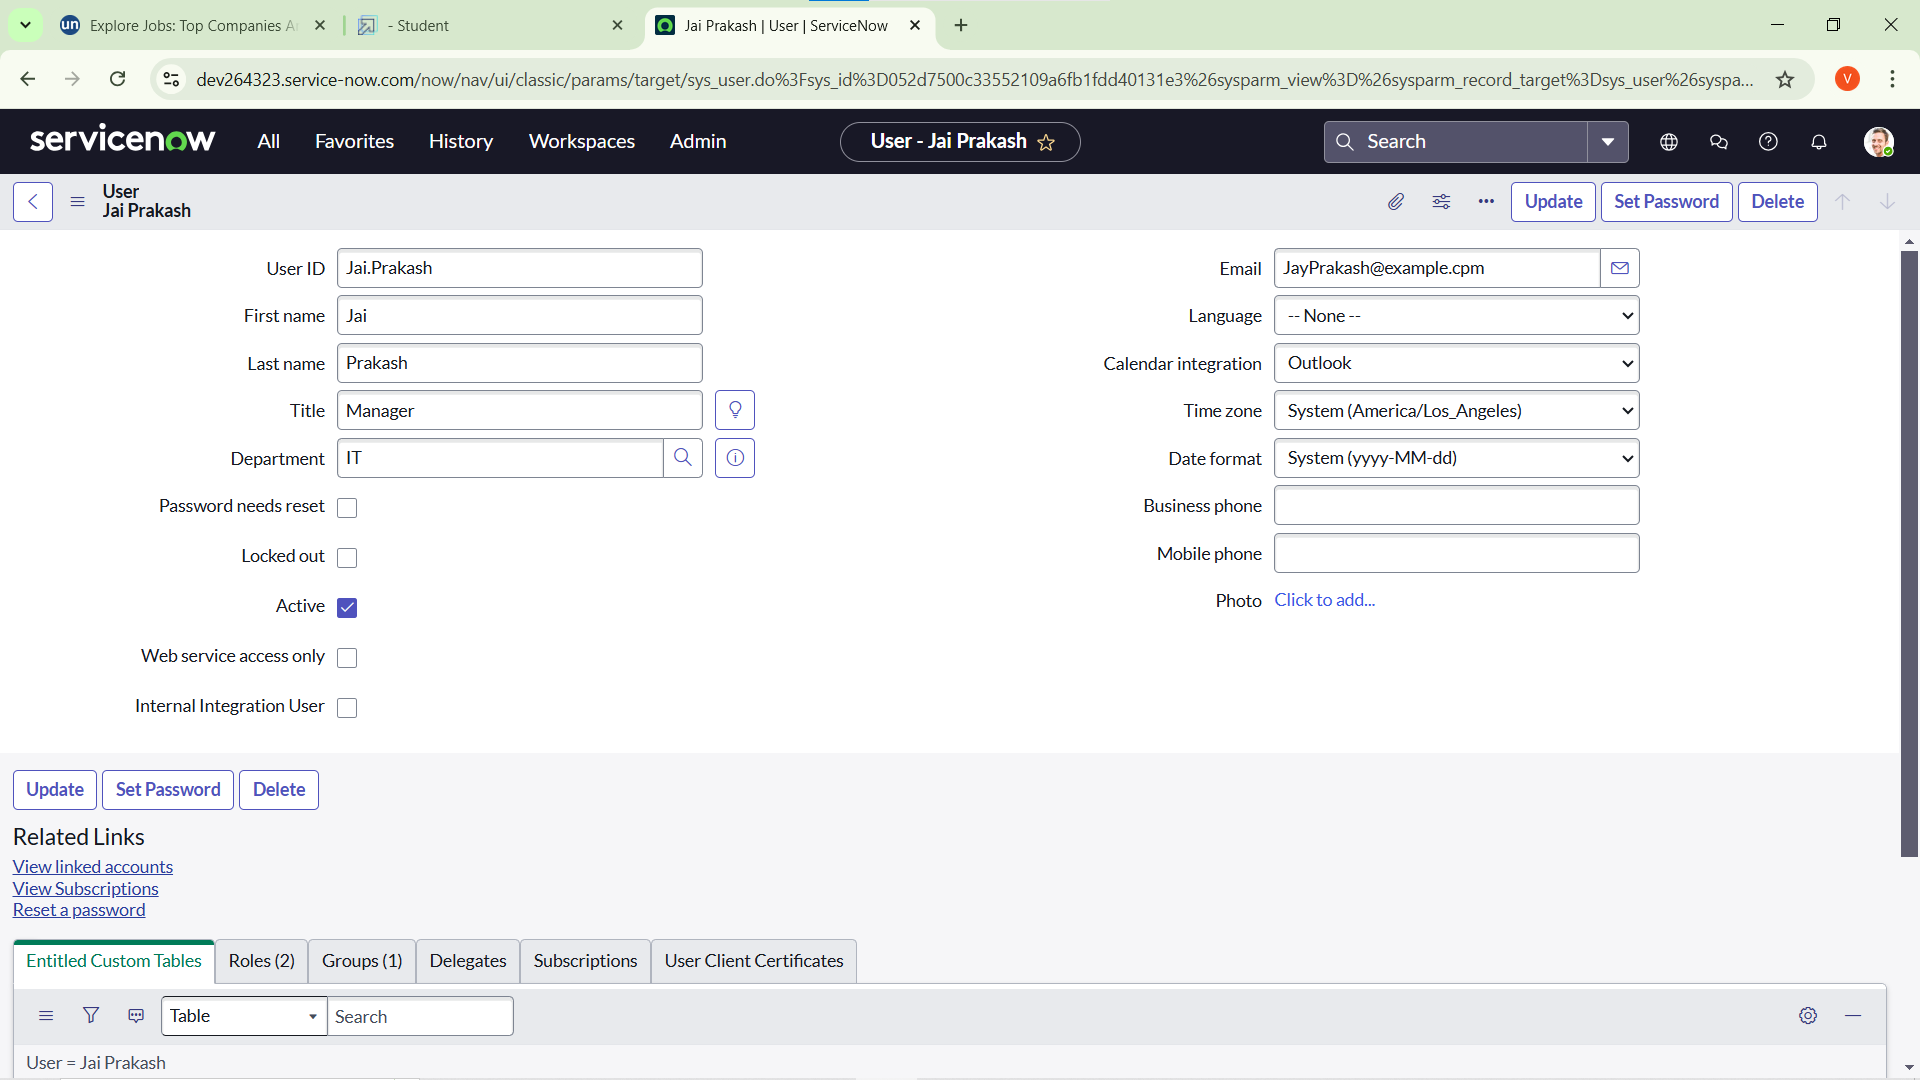 Explore Jobs: Top Companies A
- Student
Jai Prakash | User | ServiceNow
dev264323.service-now.com/now/nav/ui/classic/params/target/sys_user.do%3Fsys_id%3D052d7500c33552109a6fb1fdd40131e3%26sysparm_view%3D%26sysparm_record_target%3Dsys_user%26syspa...
V
servicenow
All
Favorites
History
Workspaces
Admin
User - Jai Prakash
Search
User
Jai Prakash
Update
Set Password
Delete
User ID
Jai.Prakash
Email
JayPrakash@example.cpm
First name
Jai
Language
-- None --
Last name
Prakash
Calendar integration
Outlook
Title
Manager
Time zone
System (America/Los_Angeles)
Department
IT
Date format
System (yyyy-MM-dd)
Password needs reset
Business phone
Locked out
Mobile phone
Active
Photo
Click to add...
Web service access only
Internal Integration User
Update
Set Password
Delete
Related Links
View linked accounts
View Subscriptions
Reset a password
Entitled Custom Tables
Roles (2)
Groups (1)
Delegates
Subscriptions
User Client Certificates
Table
Search
User = Jai Prakash